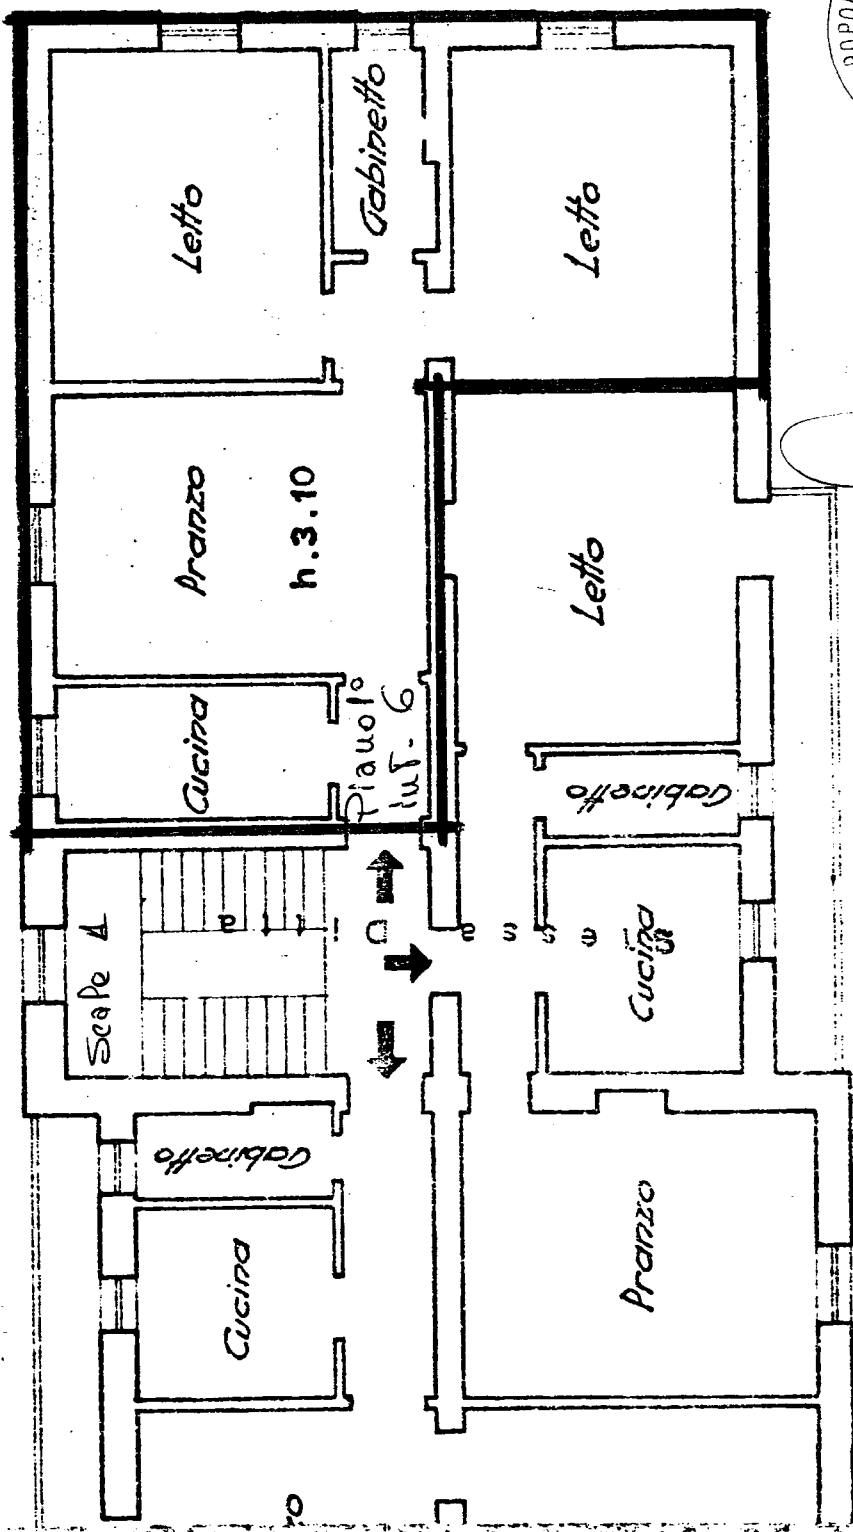 Letto
Gabinetto
Letto
Pranzo
h.3.10
Letto
Cucina
Piano 1°
int. 6
Gabinetto
Scale A
Cucina
Gabinetto
Cucina
Pranzo